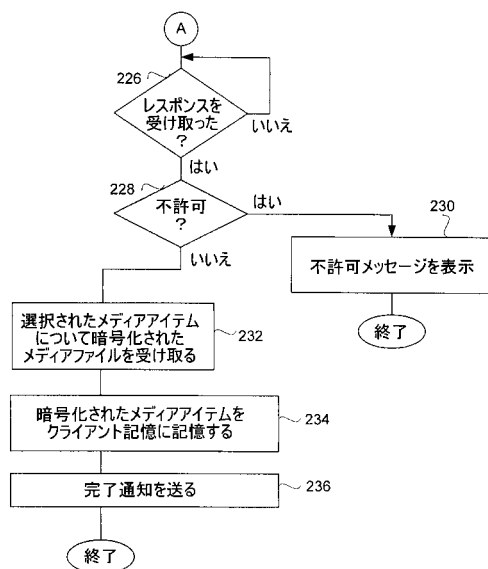 A
226
レスポンスを
受け取った
?
いいえ
はい
228
不許可
?
はい
いいえ
230
不許可メッセージを表示
終了
選択されたメディアアイテム
について暗号化された
メディアファイルを受け取る
232
暗号化されたメディアアイテムを
クライアント記憶に記憶する
234
完了通知を送る
236
終了